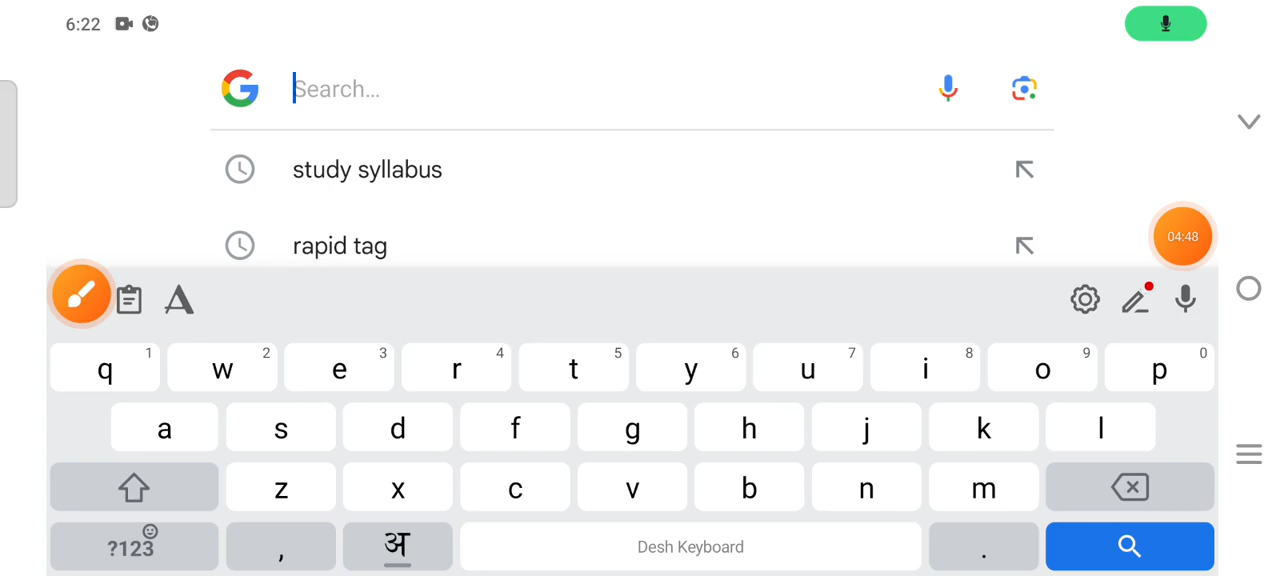 6:22
Search...
study syllabus
rapid tag
04:48
q 1 w 2 e 3 r 4 t 5 y 6 u 7 i 8 o 9 p 0
a s d f g h j k l
z x c v b n m
?123 , अ Desh Keyboard .